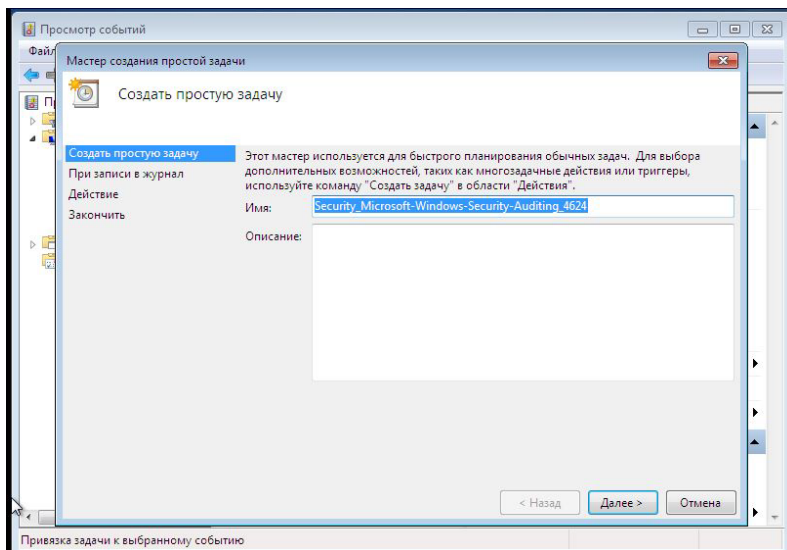 Просмотр событий
Мастер создания простой задачи
Создать простую задачу
Создать простую задачу
При записи в журнал
Действие
Закончить
Этот мастер используется для быстрого планирования обычных задач. Для выбора
дополнительных возможностей, таких как многозадачные действия или триггеры,
используйте команду "Создать задачу" в области "Действия".
Имя:
Security_Microsoft-Windows-Security-Auditing_4624
Описание:
< Назад
Далее >
Отмена
Привязка задачи к выбранному событию